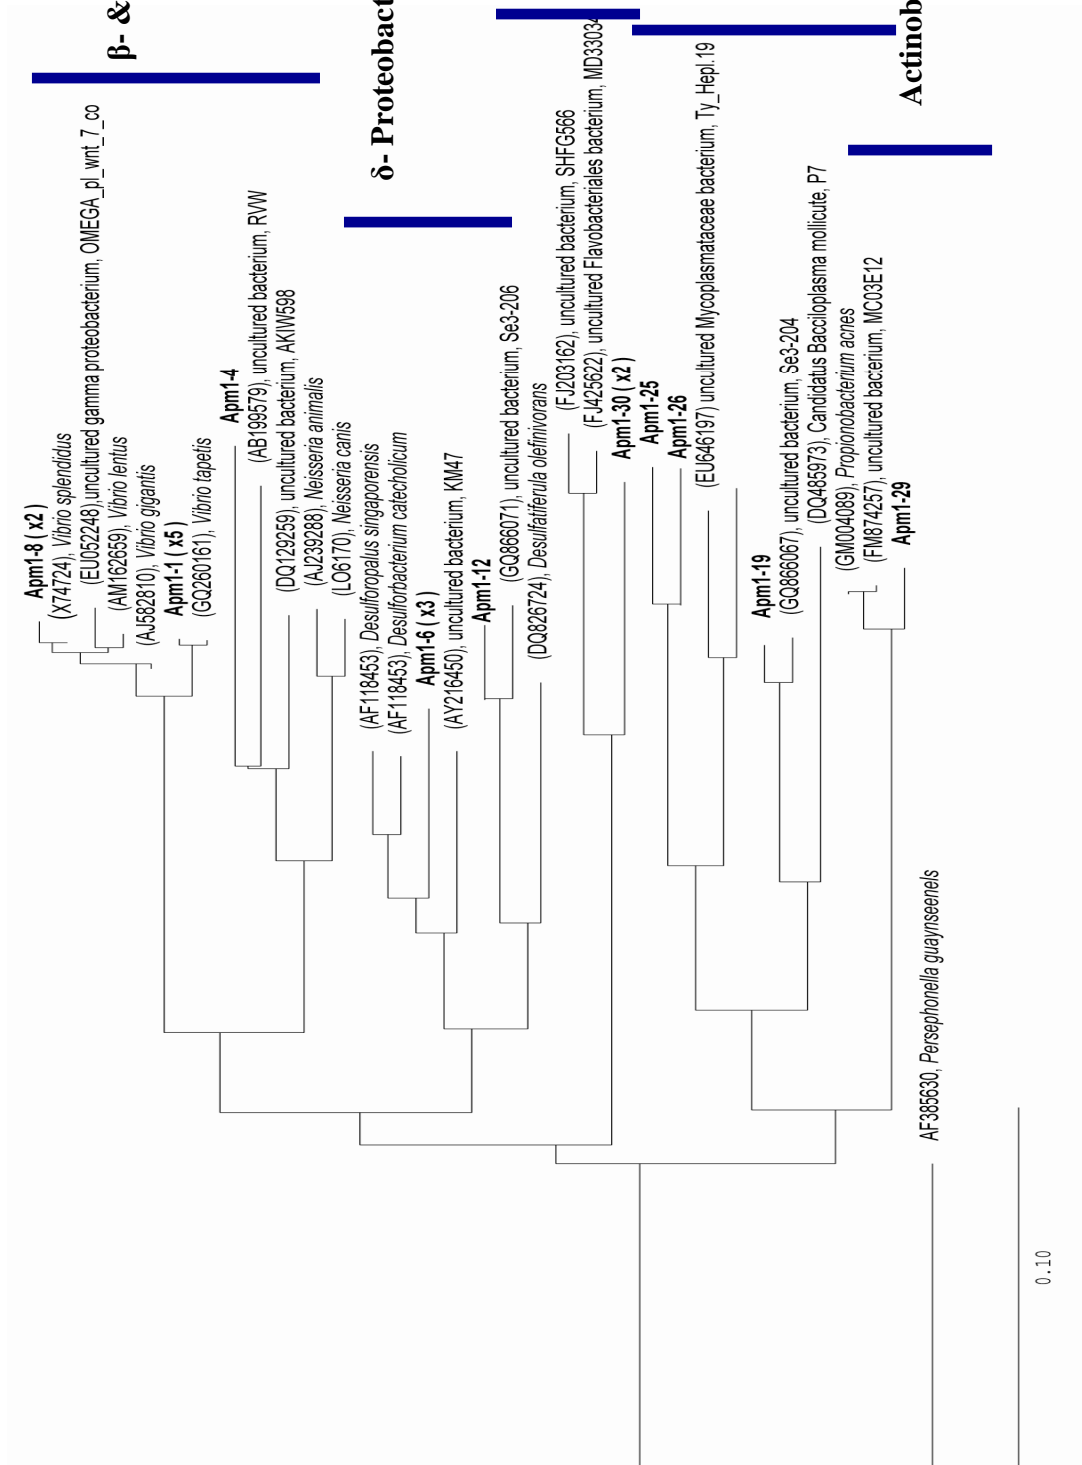 β- &
δ- Proteobact
Actinob
Apm1-8 ( x2 )
(X74724), Vibrio splendidus
(EU052248),uncultured gamma proteobacterium, OMEGA_pl_wnt_7_co
(AM162659), Vibrio lentus
(AJ582810), Vibrio gigantis
Apm1-1 ( x5 )
(GQ260161), Vibrio tapetis
Apm1-4
(AB199579), uncultured bacterium, RVW
(DQ129259), uncultured bacterium, AKIW598
(AJ239288), Neisseria animalis
(LO6170), Neisseria canis
(AF118453), Desulforopalus singaporensis
(AF118453), Desulforbacterium catecholicum
Apm1-6 ( x3 )
(AY216450), uncultured bacterium, KM47
Apm1-12
(GQ866071), uncultured bacterium, Se3-206
(DQ826724), Desulfatiferula olefinivorans
(FJ203162), uncultured bacterium, SHFG566
(FJ425622), uncultured Flavobacteriales bacterium, MD33034
Apm1-30 ( x2 )
Apm1-25
Apm1-26
(EU646197) uncultured Mycoplasmataceae bacterium, Ty_Hepl.19
Apm1-19
(GQ866067), uncultured bacterium, Se3-204
(DQ485973), Candidatus Bacciloplasma mollicute, P7
(GM004089), Propionobacterium acnes
(FM874257), uncultured bacterium, MC03E12
Apm1-29
AF385630, Persephonella guaynseenels
0.10